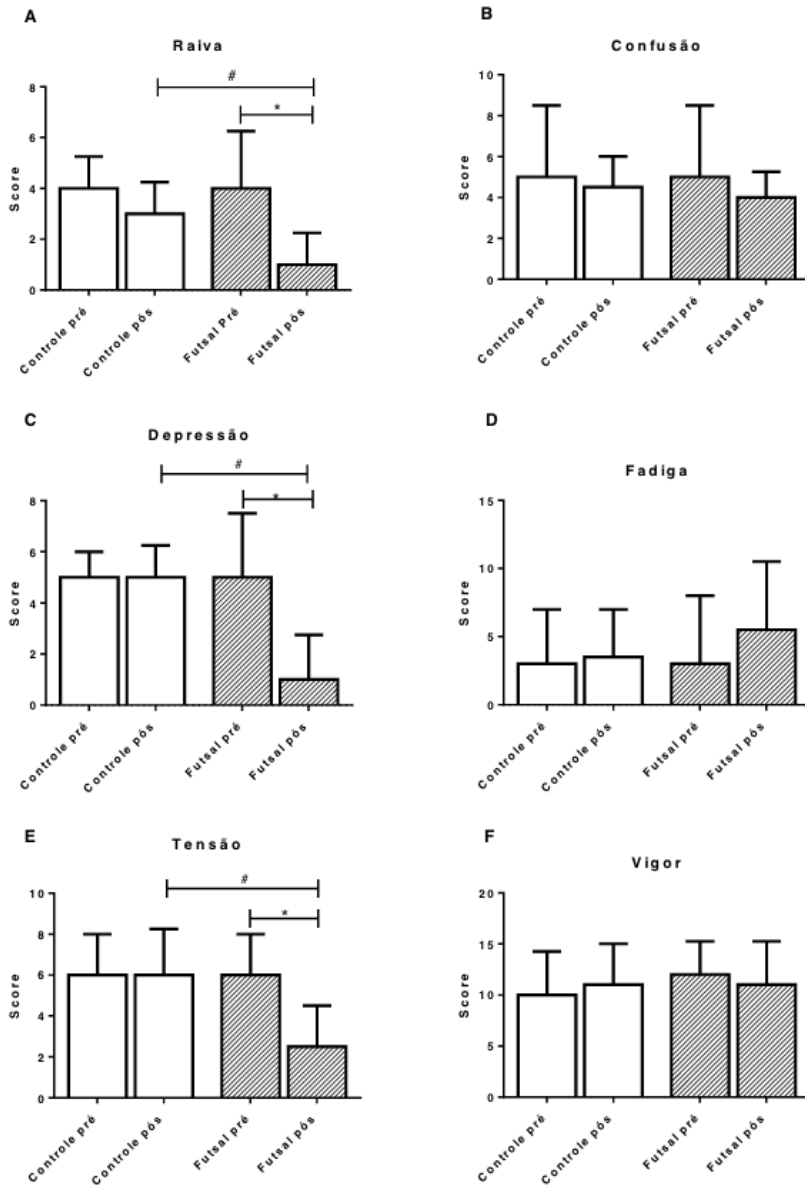 A
Raiva
#
*
8
6
4
2
0
Score
Controle pré
Controle pós
Futsal Pré
Futsal pós
B
Confusão
10
8
6
4
2
0
Score
Controle pré
Controle pós
Futsal Pré
Futsal pós
C
Depressão
#
*
8
6
4
2
0
Score
Controle pré
Controle pós
Futsal Pré
Futsal pós
D
Fadiga
15
10
5
0
Score
Controle pré
Controle pós
Futsal Pré
Futsal pós
E
Tensão
#
*
10
8
6
4
2
0
Score
Controle pré
Controle pós
Futsal Pré
Futsal pós
F
Vigor
20
15
10
5
0
Score
Controle pré
Controle pós
Futsal Pré
Futsal pós